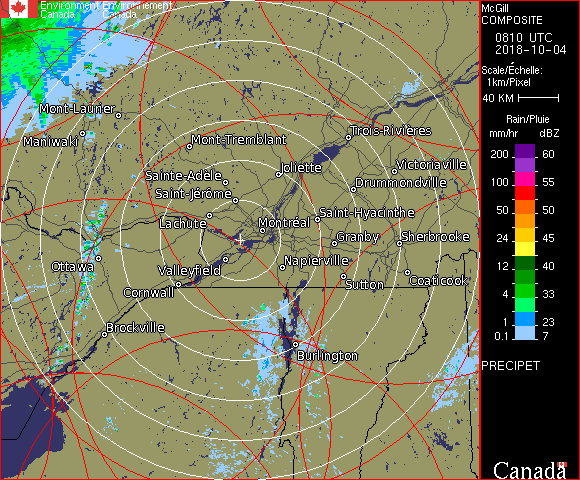 Environment Environnement
Canada Canada
McGill
COMPOSITE
0810 UTC
2018-10-04
Scale/Échelle:
1km/Pixel
40 KM
Rain/Pluie
mm/hr dBZ
200 60
100 55
50 50
24 45
12 40
4 33
1 23
0.1 7
PRECIPET
Canada
Mont-Laurier
Maniwaki
Mont-Tremblant
Trois-Rivières
Joliette
Victoriaville
Sainte-Adèle
Drummondville
Saint-Jérôme
Saint-Hyacinthe
Lachute
Montréal
Granby
Sherbrooke
Ottawa
Valleyfield
Napierville
Cornwall
Sutton
Coaticook
Brockville
Burlington